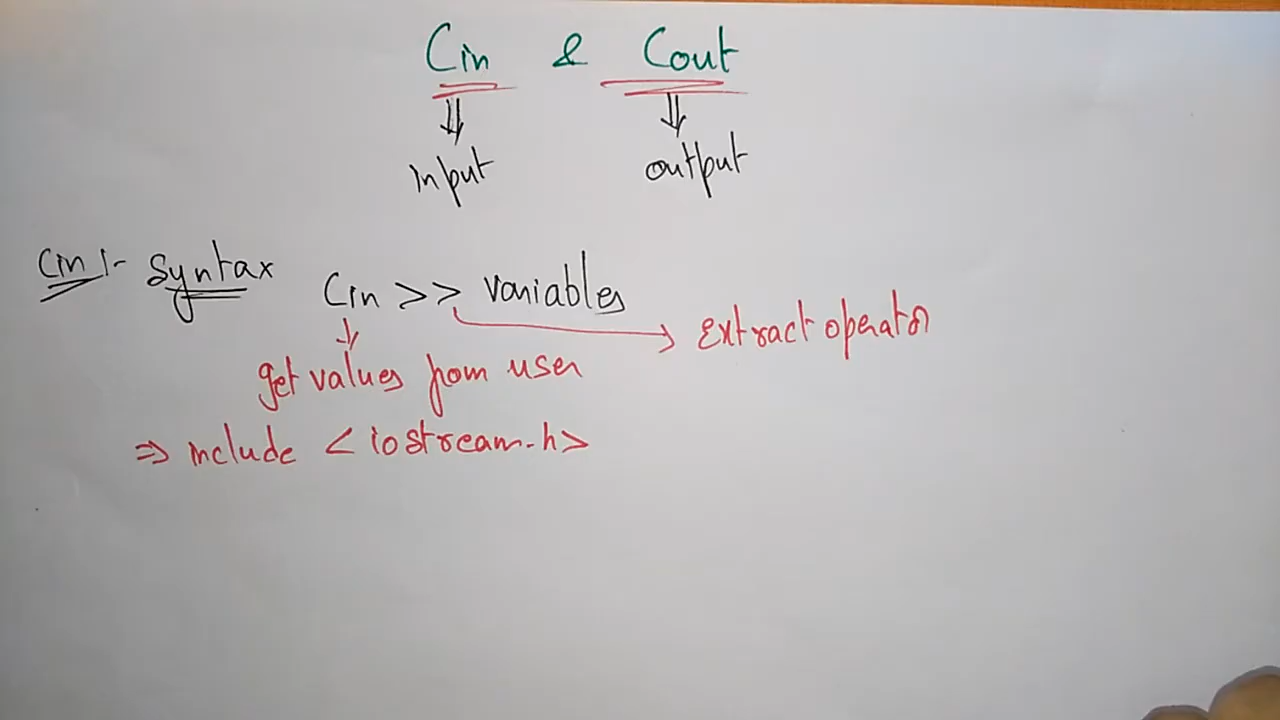 Cin & Cout
input output
Cin :- Syntax
Cin >> variables
extract operator
get values from user
⇒ include <iostream.h>